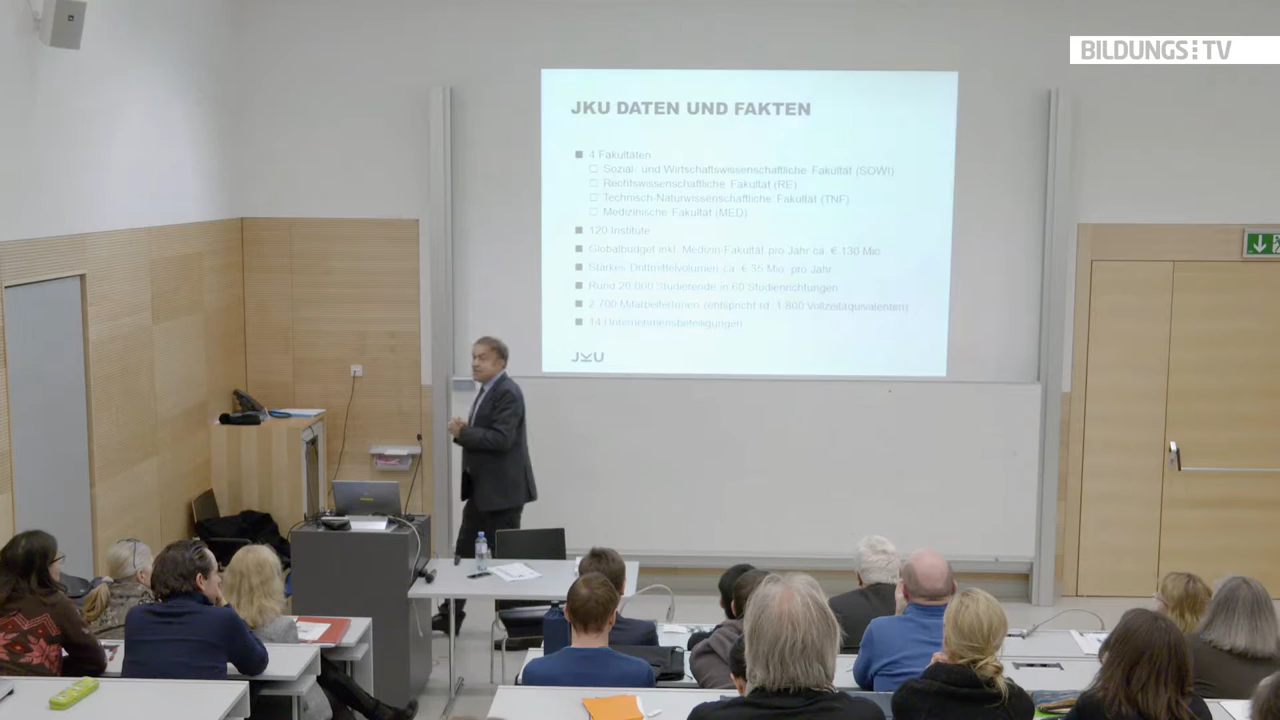 BILDUNGS TV
JKU DATEN UND FAKTEN
4 Fakultäten
Sozial- und Wirtschaftswissenschaftliche Fakultät (SOWI)
Rechtswissenschaftliche Fakultät (RE)
Technisch-Naturwissenschaftliche Fakultät (TNF)
Medizinische Fakultät (MED)
120 Institute
Globalbudget inkl. Medizin-Fakultät pro Jahr ca. € 130 Mio.
Starkes Drittmittelvolumen ca. € 35 Mio. pro Jahr
Rund 20.000 Studierende in 60 Studienrichtungen
2.700 MitarbeiterInnen (entspricht rd. 1.800 Vollzeitäquivalenten)
14 Unternehmensbeteiligungen
JKU